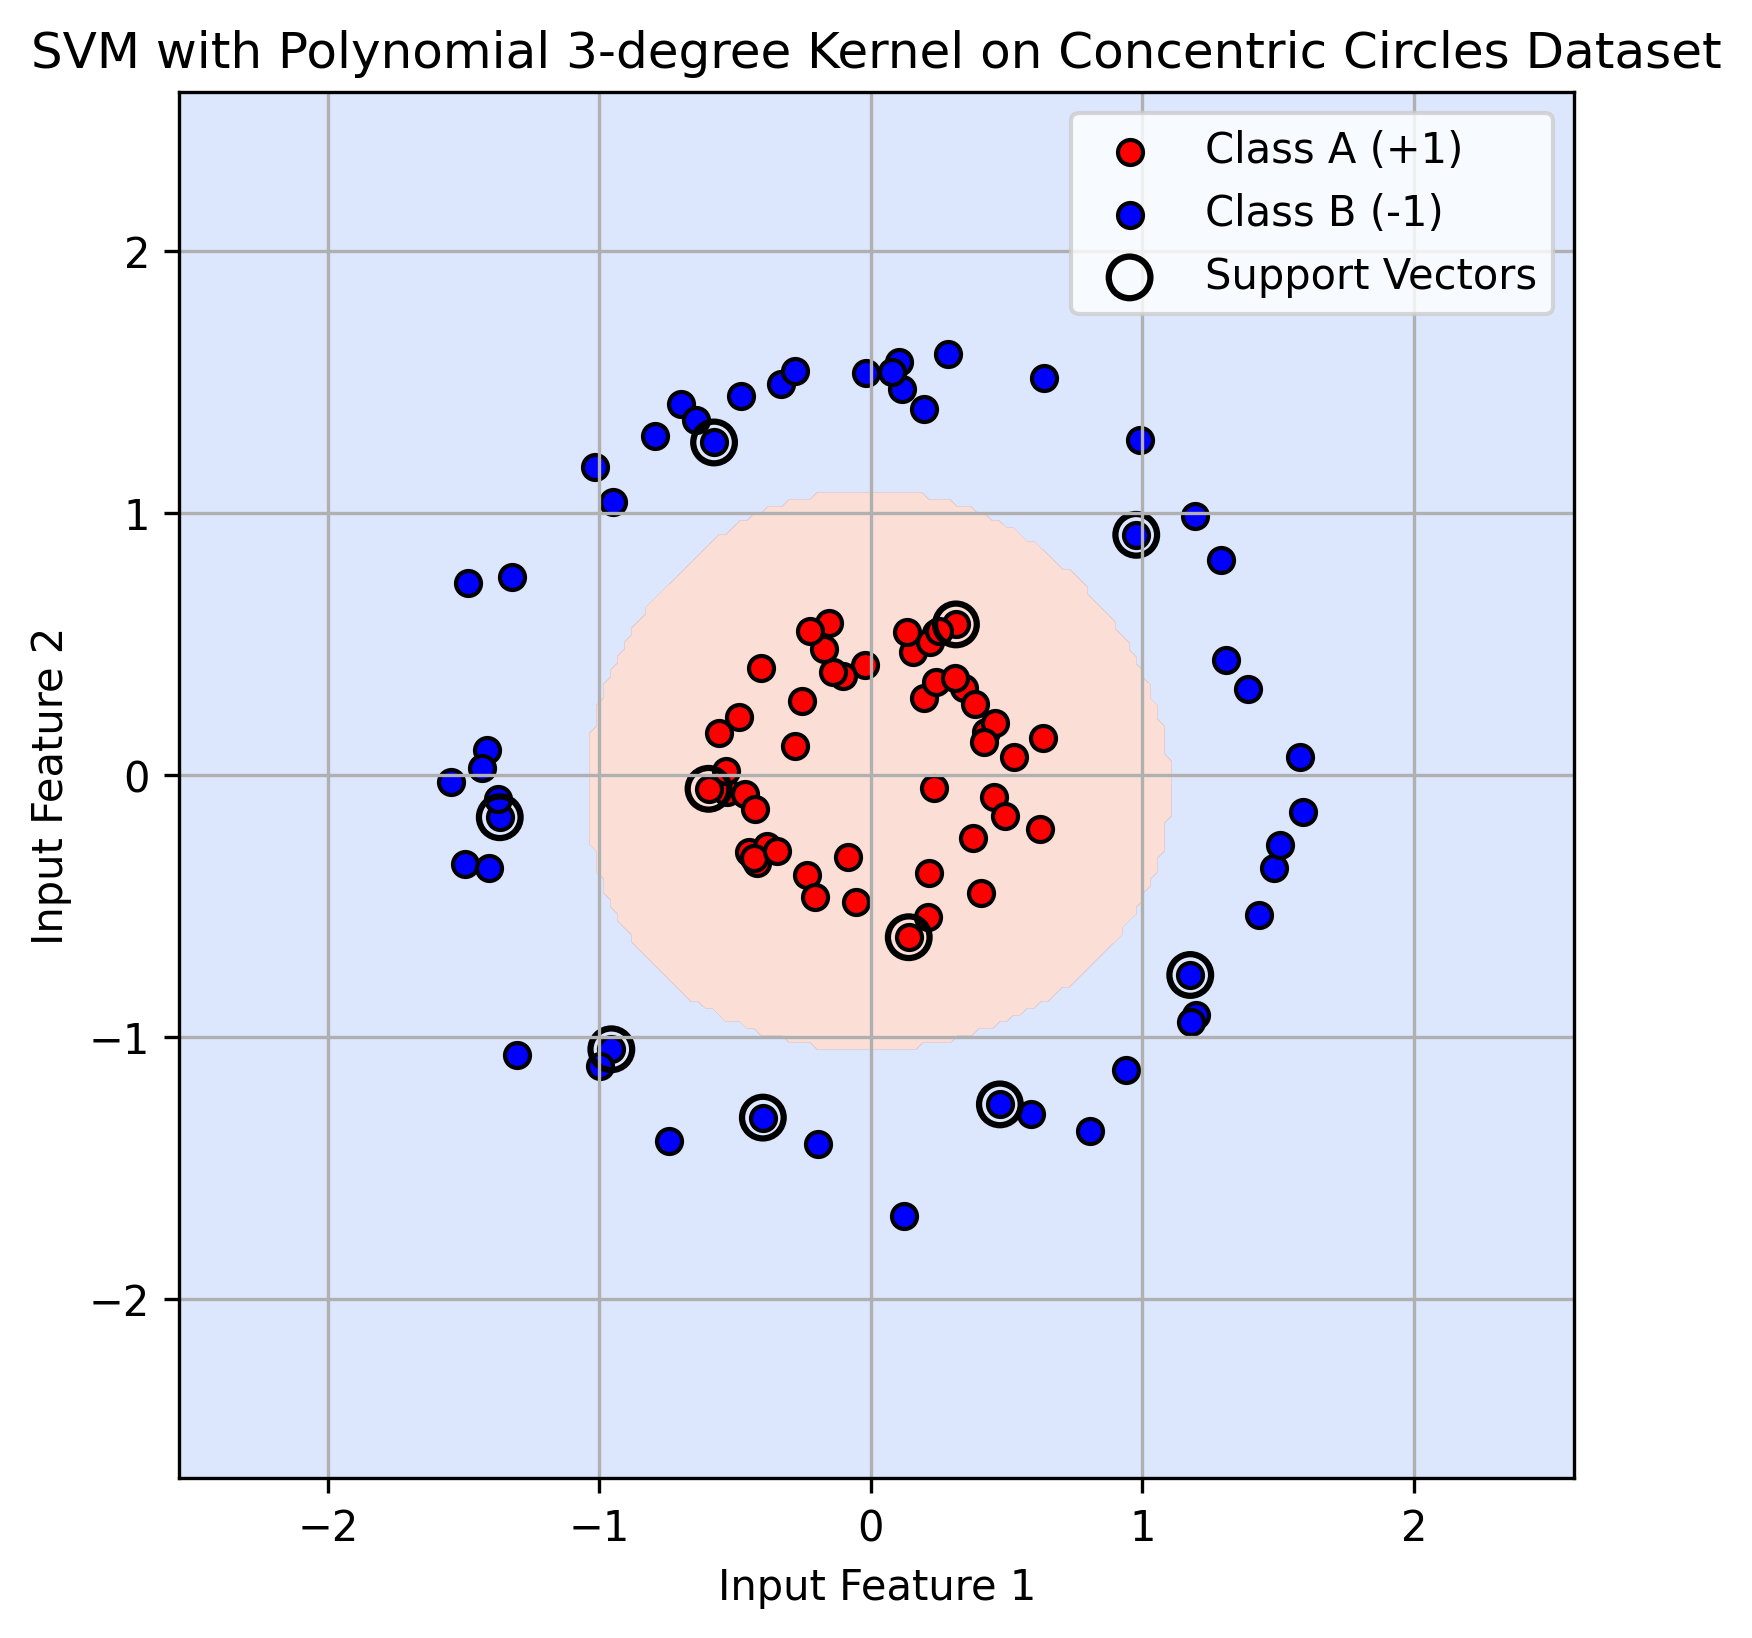 SVM with Polynomial 3-degree Kernel on Concentric Circles Dataset
Class A (+1)
Class B (-1)
Support Vectors
Input Feature 2
2
1
0
−1
−2
−2
−1
0
1
2
Input Feature 1